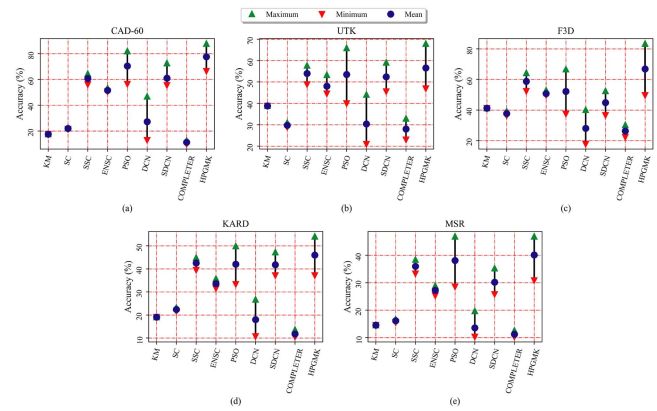 Maximum Minimum Mean
CAD-60
Accuracy (%)
80
60
40
20
KM SC SSC ENSC PSO DCN SDCN COMPLETER HPGMK
(a)
UTK
Accuracy (%)
70
60
50
40
30
20
KM SC SSC ENSC PSO DCN SDCN COMPLETER HPGMK
(b)
F3D
Accuracy (%)
80
60
40
20
KM SC SSC ENSC PSO DCN SDCN COMPLETER HPGMK
(c)
KARD
Accuracy (%)
50
40
30
20
10
KM SC SSC ENSC PSO DCN SDCN COMPLETER HPGMK
(d)
MSR
Accuracy (%)
40
30
20
10
KM SC SSC ENSC PSO DCN SDCN COMPLETER HPGMK
(e)